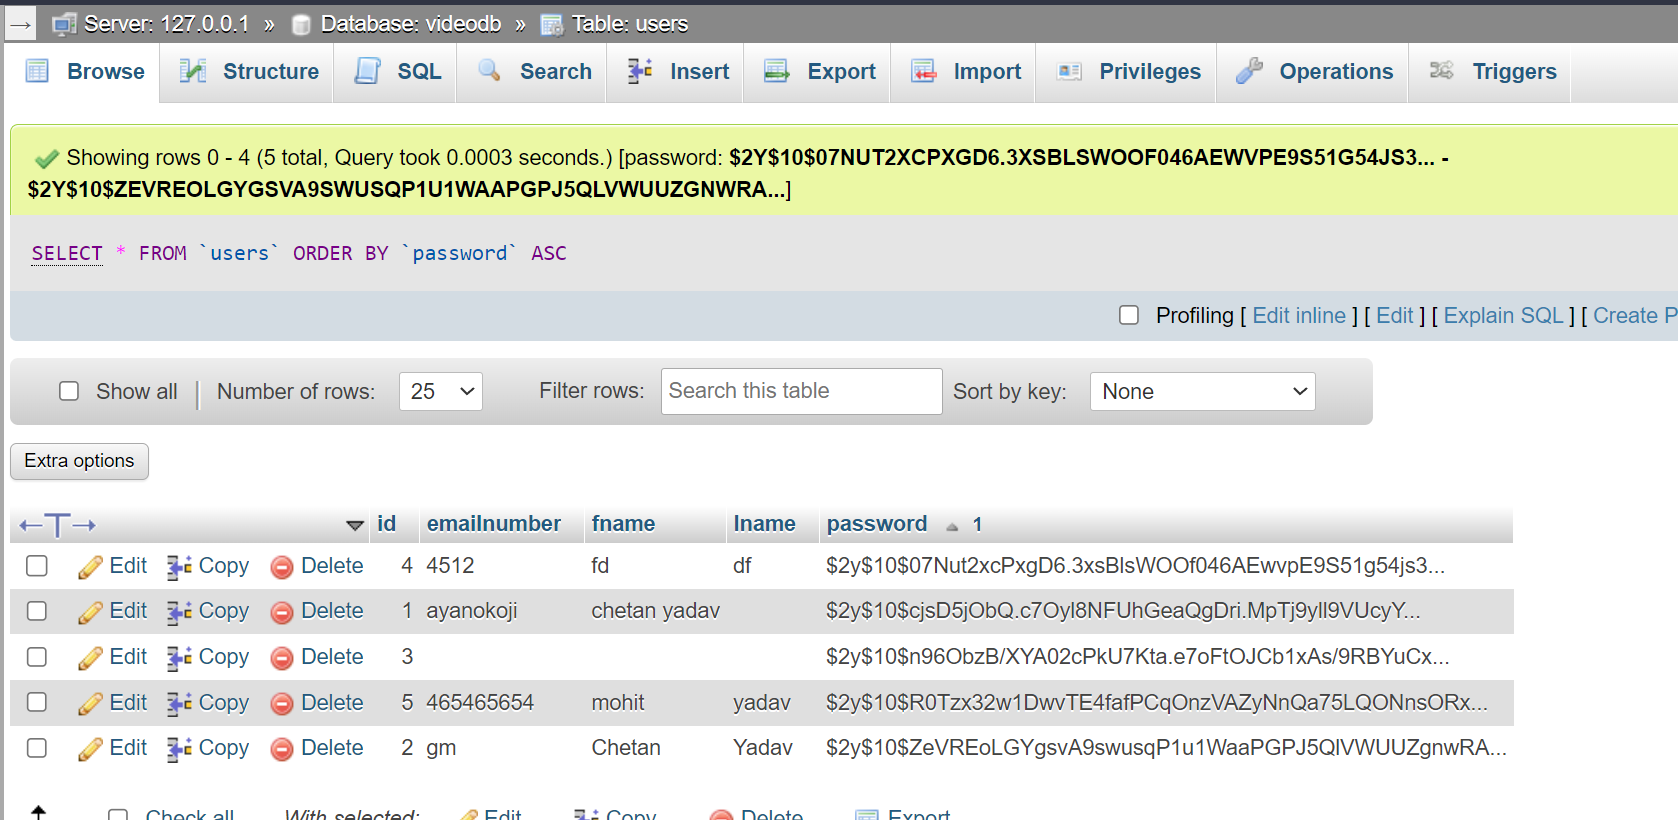 → Server: 127.0.0.1 » Database: videodb » Table: users
Browse Structure SQL Search Insert Export Import Privileges Operations Triggers
Showing rows 0 - 4 (5 total, Query took 0.0003 seconds.) [password: $2Y$10$07NUT2XCPXGD6.3XSBLSWOOF046AEWVPE9S51G54JS3... -
$2Y$10$ZEVREOLGYGSVA9SWUSQP1U1WAAPGPJ5QLVWUUZGNWRA...]
SELECT * FROM `users` ORDER BY `password` ASC
Profiling [ Edit inline ] [ Edit ] [ Explain SQL ] [ Create P
Show all | Number of rows: 25 Filter rows: Search this table Sort by key: None
Extra options
←T→ id emailnumber fname lname password 1
Edit Copy Delete 4 4512 fd df $2y$10$07Nut2xcPxgD6.3xsBlsWOOf046AEwvpE9S51g54js3...
Edit Copy Delete 1 ayanokoji chetan yadav $2y$10$cjsD5jObQ.c7Oyl8NFUhGeaQgDri.MpTj9yll9VUcyY...
Edit Copy Delete 3 $2y$10$n96ObzB/XYA02cPkU7Kta.e7oFtOJCb1xAs/9RBYuCx...
Edit Copy Delete 5 465465654 mohit yadav $2y$10$R0Tzx32w1DwvTE4fafPCqOnzVAZyNnQa75LQONnsORx...
Edit Copy Delete 2 gm Chetan Yadav $2y$10$ZeVREoLGYgsvA9swusqP1u1WaaPGPJ5QlVWUUZgnwRA...
Check all With selected: Edit Copy Delete Export